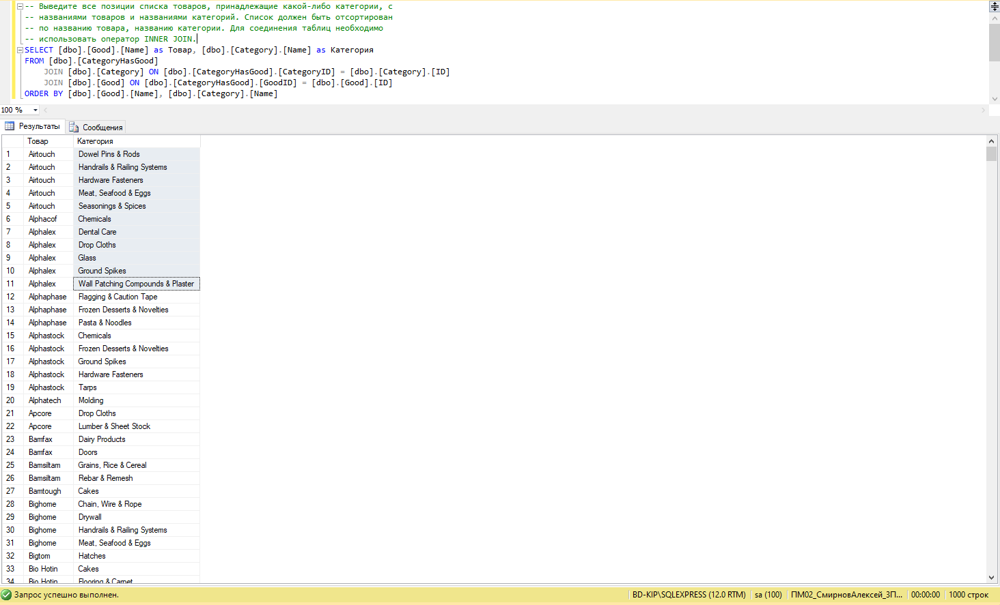 -- Выведите все позиции списка товаров, принадлежащие какой-либо категории, с
-- названиями товаров и названиями категорий. Список должен быть отсортирован
-- по названию товара, названию категории. Для соединения таблиц необходимо
-- использовать оператор INNER JOIN.
SELECT [dbo].[Good].[Name] as Товар, [dbo].[Category].[Name] as Категория
FROM [dbo].[CategoryHasGood]
JOIN [dbo].[Category] ON [dbo].[CategoryHasGood].[CategoryID] = [dbo].[Category].[ID]
JOIN [dbo].[Good] ON [dbo].[CategoryHasGood].[GoodID] = [dbo].[Good].[ID]
ORDER BY [dbo].[Good].[Name], [dbo].[Category].[Name]
100 %
Результаты Сообщения
Товар Категория
1 Airtouch Dowel Pins & Rods
2 Airtouch Handrails & Railing Systems
3 Airtouch Hardware Fasteners
4 Airtouch Meat, Seafood & Eggs
5 Airtouch Seasonings & Spices
6 Alphacof Chemicals
7 Alphalex Dental Care
8 Alphalex Drop Cloths
9 Alphalex Glass
10 Alphalex Ground Spikes
11 Alphalex Wall Patching Compounds & Plaster
12 Alphaphase Flagging & Caution Tape
13 Alphaphase Frozen Desserts & Novelties
14 Alphaphase Pasta & Noodles
15 Alphastock Chemicals
16 Alphastock Frozen Desserts & Novelties
17 Alphastock Ground Spikes
18 Alphastock Hardware Fasteners
19 Alphastock Tarps
20 Alphatech Molding
21 Apcore Drop Cloths
22 Apcore Lumber & Sheet Stock
23 Bamfax Dairy Products
24 Bamfax Doors
25 Bamsiltam Grains, Rice & Cereal
26 Bamsiltam Rebar & Remesh
27 Bamtough Cakes
28 Bighome Chain, Wire & Rope
29 Bighome Drywall
30 Bighome Handrails & Railing Systems
31 Bighome Meat, Seafood & Eggs
32 Bigtom Hatches
33 Bio Hotin Cakes
34 Bio Hotin Flooring & Carpet
Запрос успешно выполнен. BD-KIP\SQLEXPRESS (12.0 RTM) sa (100) ПМ02_СмирновАлексей_3П... 00:00:00 1000 строк